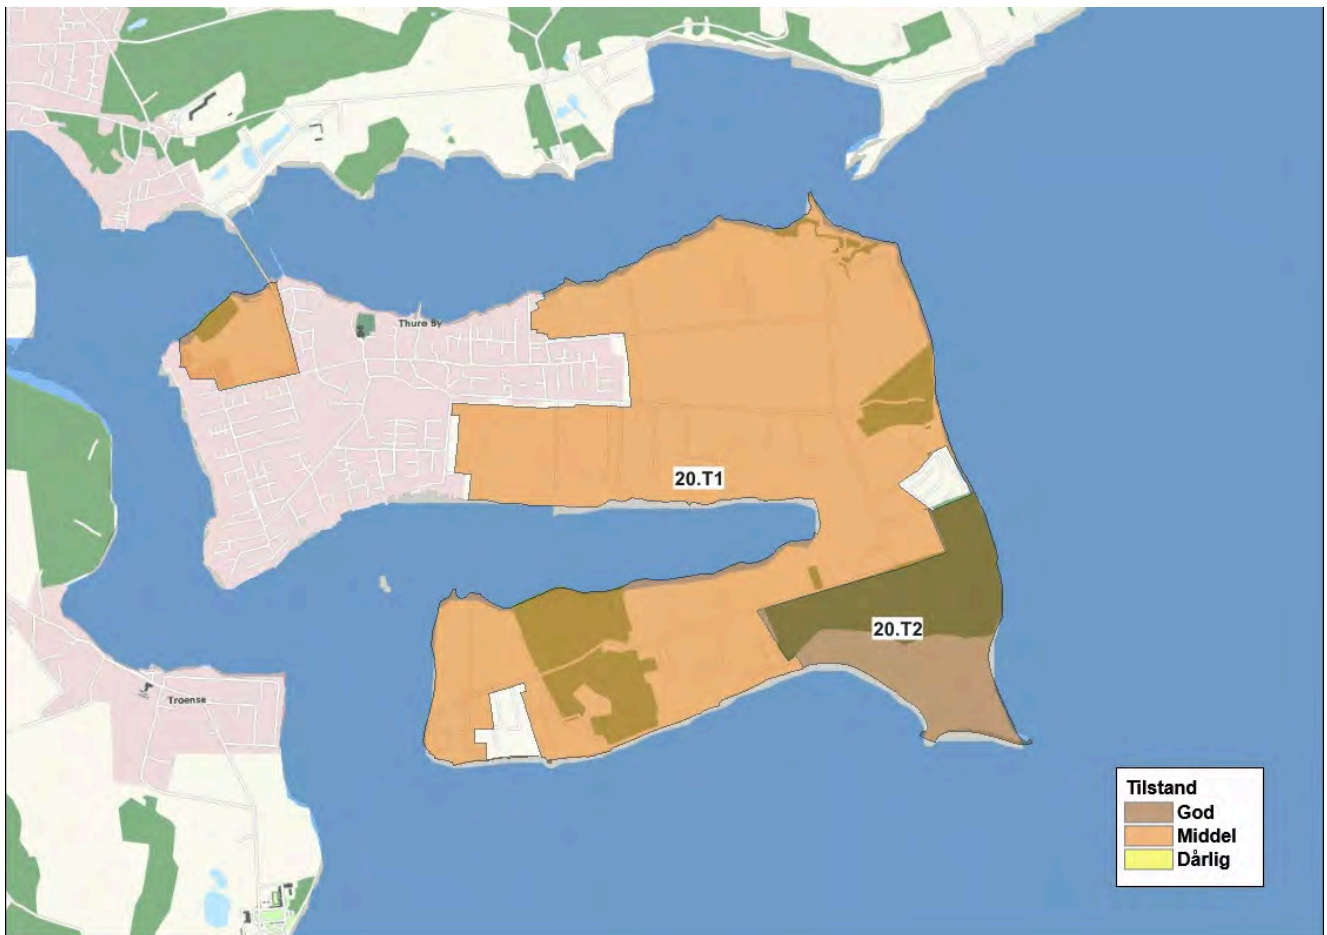 Thurø By
20.T1
20.T2
Troense
Tilstand
God
Middel
Dårlig